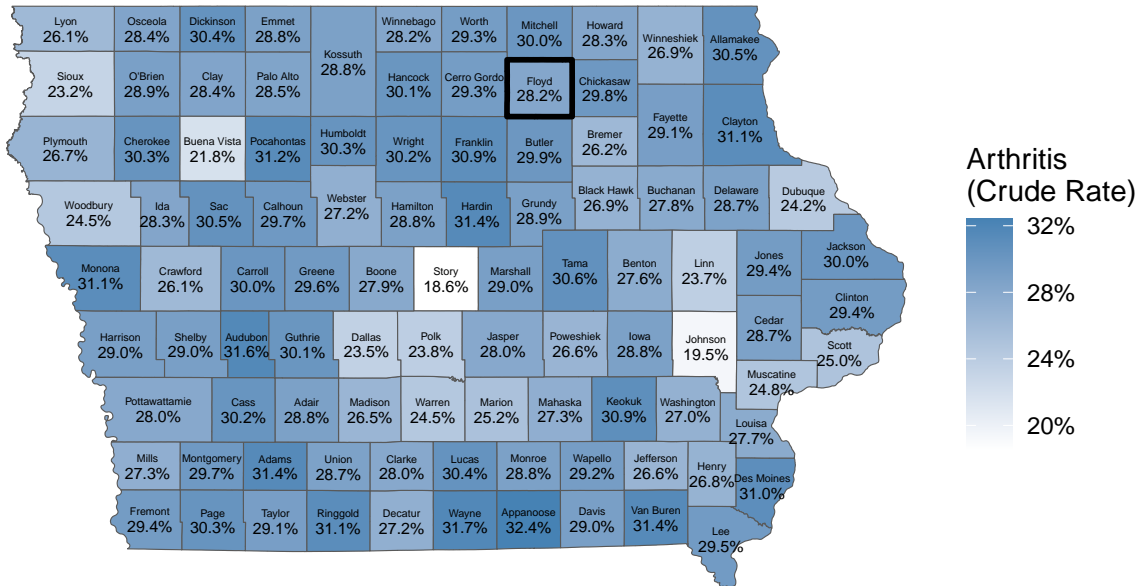 Lyon
26.1%
Osceola
28.4%
Dickinson
30.4%
Emmet
28.8%
Kossuth
28.8%
Winnebago
28.2%
Worth
29.3%
Mitchell
30.0%
Howard
28.3%
Winneshiek
26.9%
Allamakee
30.5%
Sioux
23.2%
O'Brien
28.9%
Clay
28.4%
Palo Alto
28.5%
Hancock
30.1%
Cerro Gordo
29.3%
Floyd
28.2%
Chickasaw
29.8%
Fayette
29.1%
Clayton
31.1%
Plymouth
26.7%
Cherokee
30.3%
Buena Vista
21.8%
Pocahontas
31.2%
Humboldt
30.3%
Wright
30.2%
Franklin
30.9%
Butler
29.9%
Bremer
26.2%
Woodbury
24.5%
Ida
28.3%
Sac
30.5%
Calhoun
29.7%
Webster
27.2%
Hamilton
28.8%
Hardin
31.4%
Grundy
28.9%
Black Hawk
26.9%
Buchanan
27.8%
Delaware
28.7%
Dubuque
24.2%
Monona
31.1%
Crawford
26.1%
Carroll
30.0%
Greene
29.6%
Boone
27.9%
Story
18.6%
Marshall
29.0%
Tama
30.6%
Benton
27.6%
Linn
23.7%
Jones
29.4%
Jackson
30.0%
Clinton
29.4%
Harrison
29.0%
Shelby
29.0%
Audubon
31.6%
Guthrie
30.1%
Dallas
23.5%
Polk
23.8%
Jasper
28.0%
Poweshiek
26.6%
Iowa
28.8%
Johnson
19.5%
Cedar
28.7%
Scott
25.0%
Muscatine
24.8%
Pottawattamie
28.0%
Cass
30.2%
Adair
28.8%
Madison
26.5%
Warren
24.5%
Marion
25.2%
Mahaska
27.3%
Keokuk
30.9%
Washington
27.0%
Louisa
27.7%
Mills
27.3%
Montgomery
29.7%
Adams
31.4%
Union
28.7%
Clarke
28.0%
Lucas
30.4%
Monroe
28.8%
Wapello
29.2%
Jefferson
26.6%
Henry
26.8%
Des Moines
31.0%
Fremont
29.4%
Page
30.3%
Taylor
29.1%
Ringgold
31.1%
Decatur
27.2%
Wayne
31.7%
Appanoose
32.4%
Davis
29.0%
Van Buren
31.4%
Lee
29.5%
Arthritis
(Crude Rate)
32%
28%
24%
20%